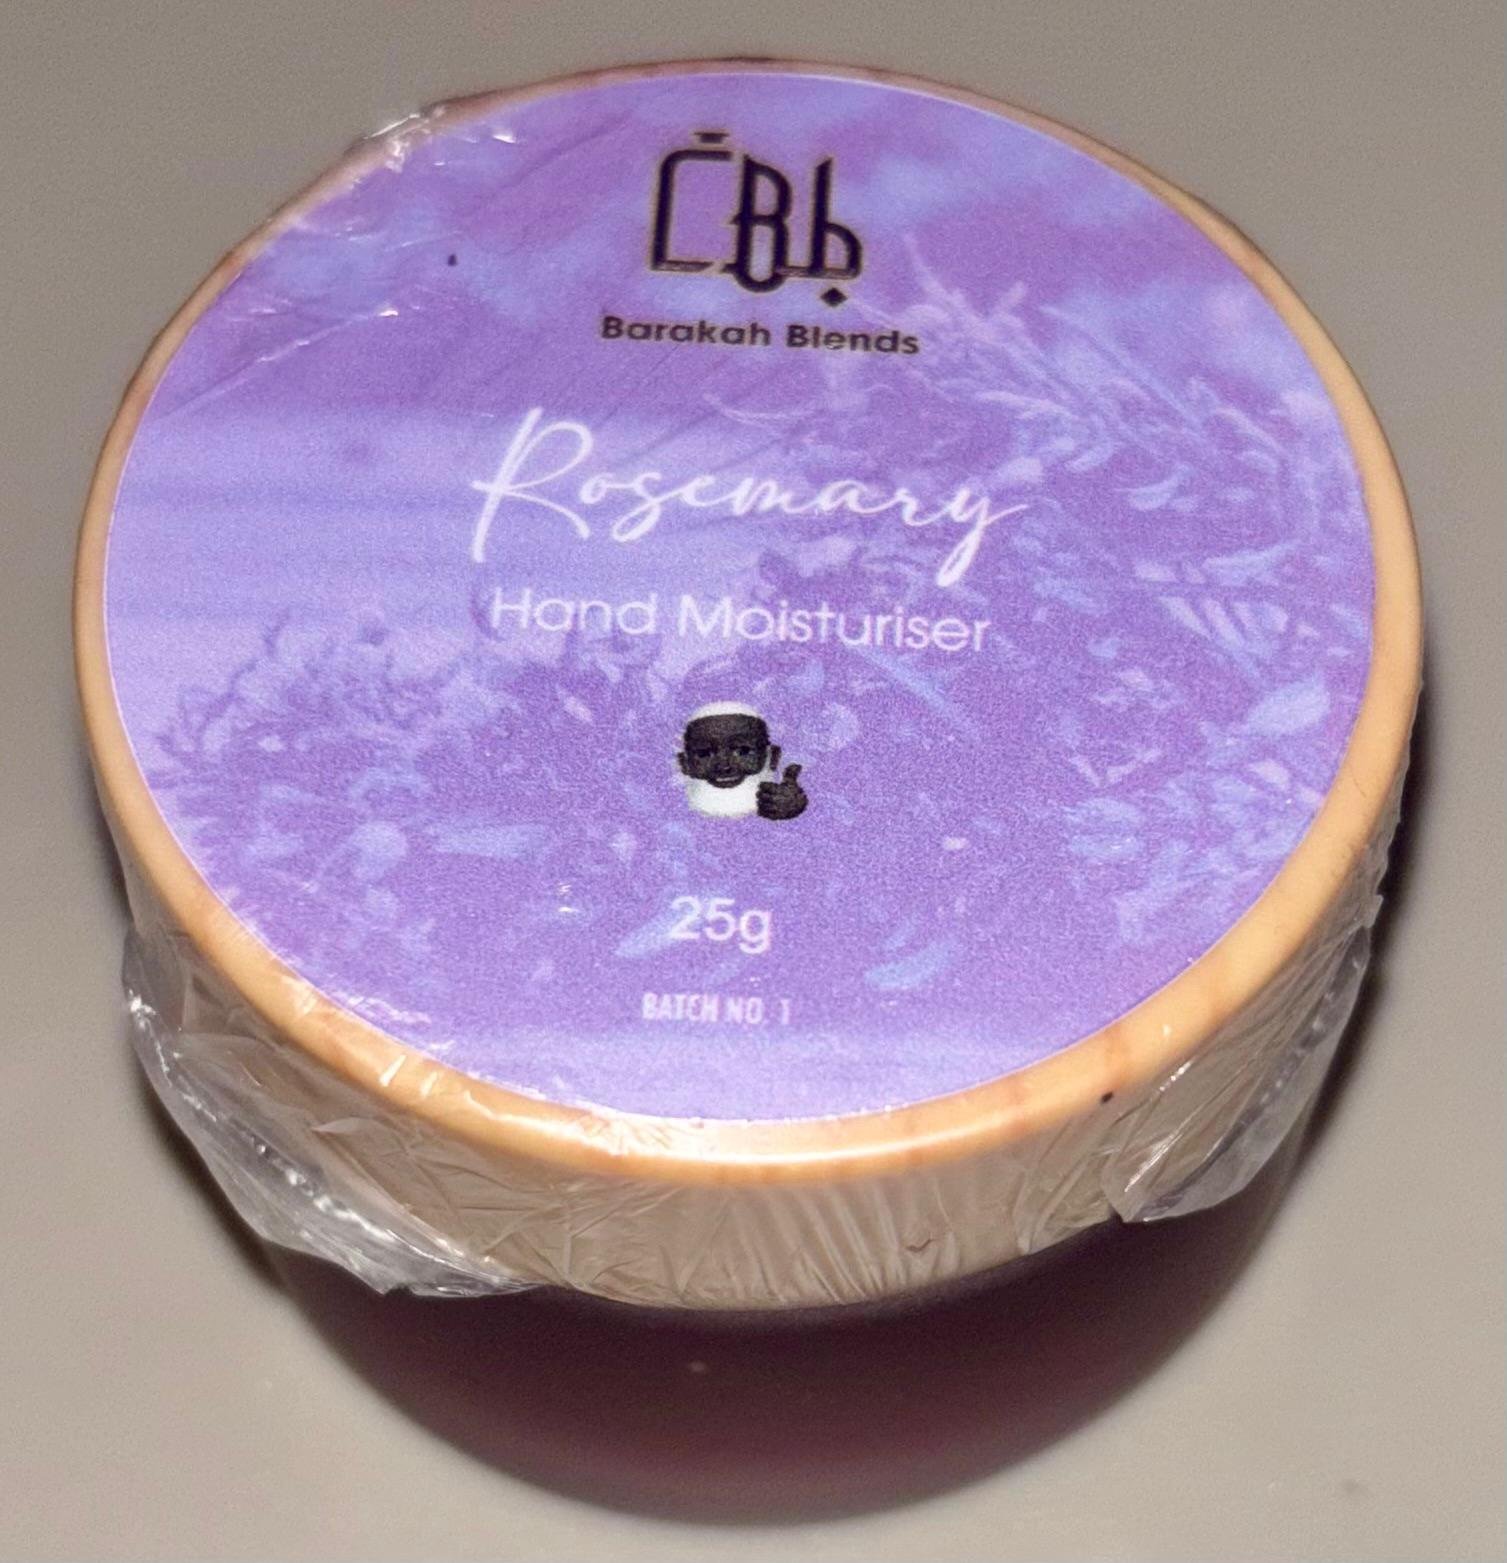 Barakah Blends
Rosemary
Hand Moisturiser
25g
BATCH NO. 1